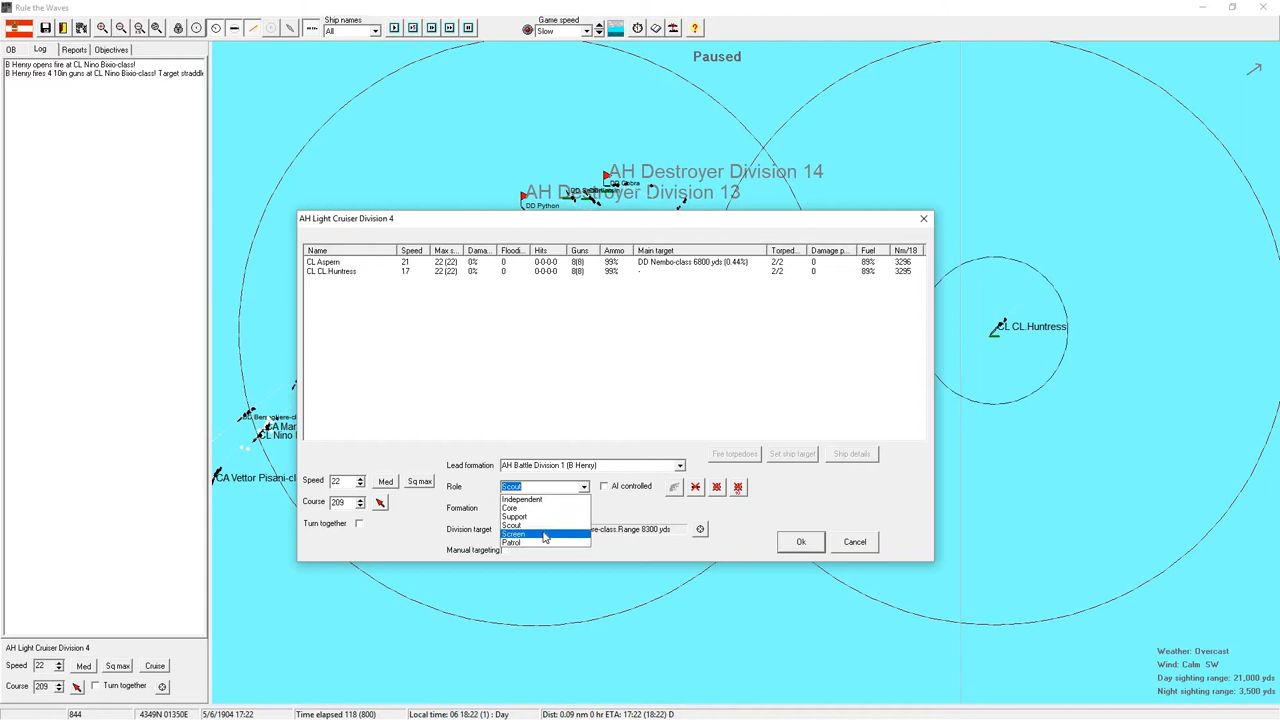 Rule the Waves
Ship names
All
Game speed
Slow
OB Log Reports Objectives
B Henry opens fire at CL Nino Bixio-class!
B Henry fires 4 10in guns at CL Nino Bixio-class! Target straddle
Paused
AH Destroyer Division 14
DD Cobra
AH Destroyer Division 13
DD Python
AH Light Cruiser Division 4
Name Speed Max s... Dama... Floodi... Hits Guns Ammo Main target Torped... Damage p... Fuel Nm/18
CL Aspern 21 22 (22) 0% 0 0-0-0-0 8(8) 99% DD Nembo-class 6800 yds (0.44%) 2/2 0 89% 3296
CL CL.Huntress 17 22 (22) 0% 0 0-0-0-0 8(8) 99% - 2/2 0 89% 3295
CL CL.Huntress
CA Mar
CL Nino
CA Vettor Pisani-cl
Fire torpedoes Set ship target Ship details
Lead formation AH Battle Division 1 (B Henry)
Speed 22 Med Sq max
Role Scout AI controlled
Independent
Core
Support
Scout
Screen
Patrol
Course 209
Formation
Turn together
Division target re-class.Range 8300 yds
Manual targeting
Ok Cancel
AH Light Cruiser Division 4
Speed 22 Med Sq max Cruise
Course 209 Turn together
Weather: Overcast
Wind: Calm SW
Day sighting range: 21,000 yds
Night sighting range: 3,500 yds
844 4349N 01350E 5/6/1904 17:22 Time elapsed 118 (800) Local time: 06 18:22 (1) : Day Dist: 0.09 nm 0 hr ETA: 17:22 (18:22) D